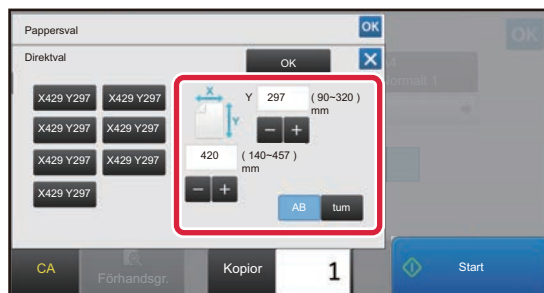 Pappersval
OK
Direktval
OK
X429 Y297
X429 Y297
X429 Y297
X429 Y297
X429 Y297
X429 Y297
X429 Y297
X
Y
Y 297 ( 90~320 )
mm
420 ( 140~457 )
mm
AB
tum
CA
Förhandsgr.
Kopior
1
Start
OK